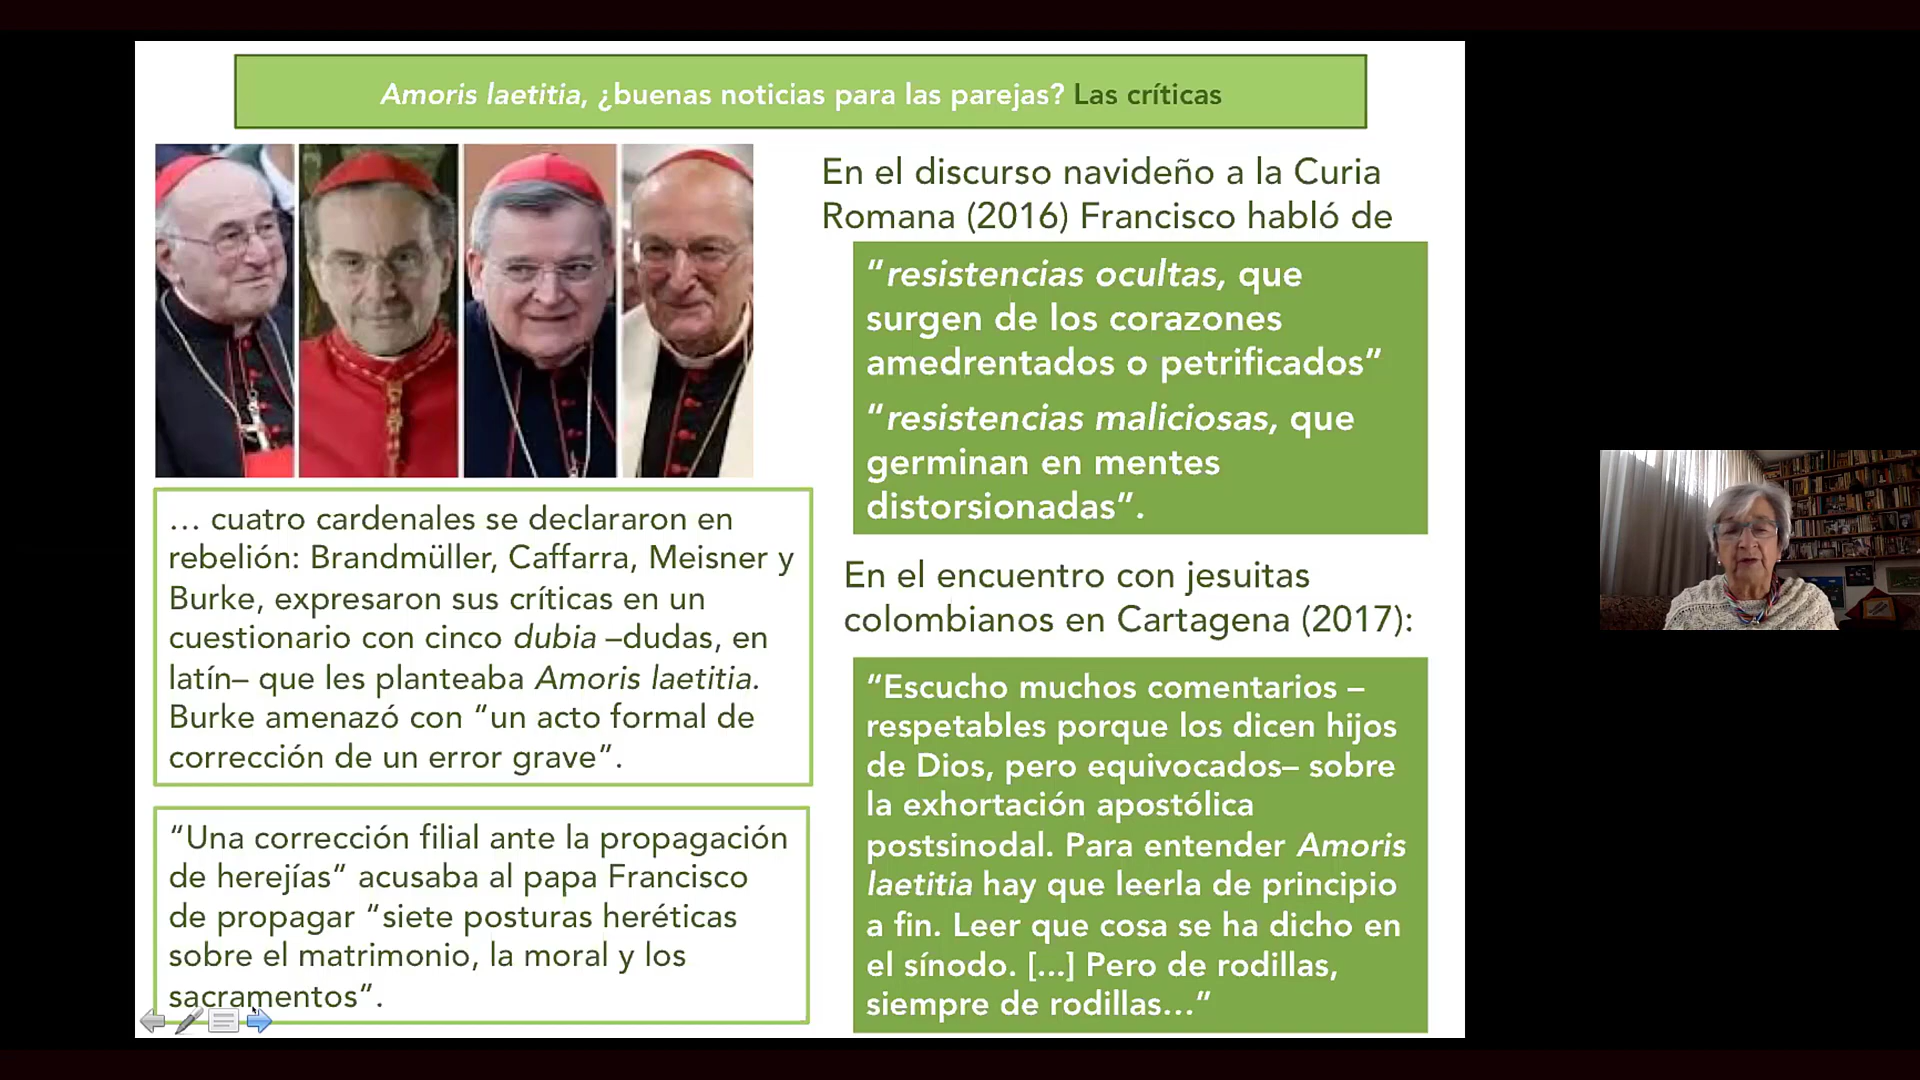 Amoris laetitia, ¿buenas noticias para las parejas? Las críticas
… cuatro cardenales se declararon en
rebelión: Brandmüller, Caffarra, Meisner y
Burke, expresaron sus críticas en un
cuestionario con cinco dubia –dudas, en
latín– que les planteaba Amoris laetitia.
Burke amenazó con “un acto formal de
corrección de un error grave”.
“Una corrección filial ante la propagación
de herejías” acusaba al papa Francisco
de propagar “siete posturas heréticas
sobre el matrimonio, la moral y los
sacramentos”.
En el discurso navideño a la Curia
Romana (2016) Francisco habló de
“resistencias ocultas, que
surgen de los corazones
amedrentados o petrificados”
“resistencias maliciosas, que
germinan en mentes
distorsionadas”.
En el encuentro con jesuitas
colombianos en Cartagena (2017):
“Escucho muchos comentarios –
respetables porque los dicen hijos
de Dios, pero equivocados– sobre
la exhortación apostólica
postsinodal. Para entender Amoris
laetitia hay que leerla de principio
a fin. Leer que cosa se ha dicho en
el sínodo. [...] Pero de rodillas,
siempre de rodillas…”